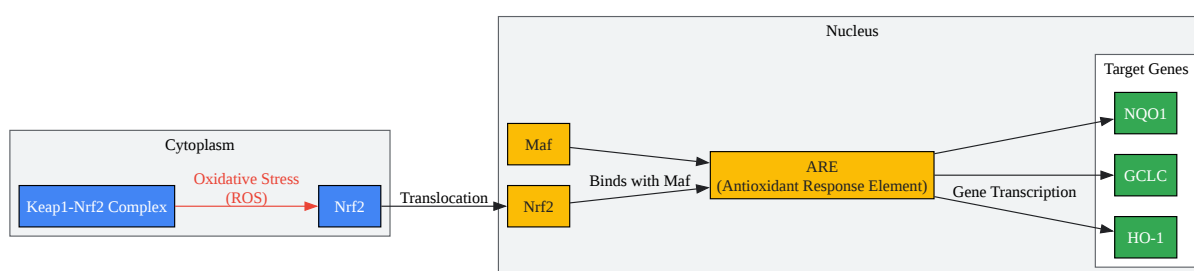 Cytoplasm
Keap1-Nrf2 Complex
Oxidative Stress
(ROS)
Nrf2
Translocation
Nucleus
Maf
Nrf2
Binds with Maf
ARE
(Antioxidant Response Element)
Gene Transcription
Target Genes
NQO1
GCLC
HO-1